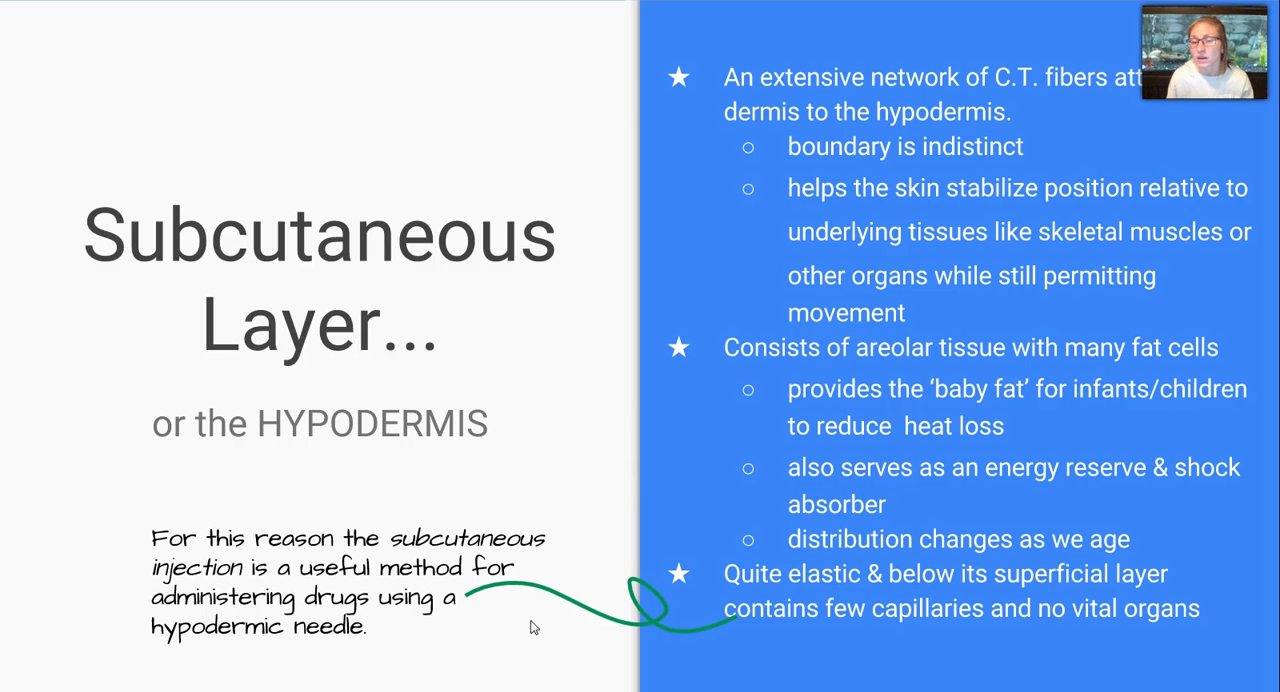 Subcutaneous
Layer...
or the HYPODERMIS
For this reason the subcutaneous
injection is a useful method for
administering drugs using a
hypodermic needle.
★ An extensive network of C.T. fibers
dermis to the hypodermis.
○ boundary is indistinct
○ helps the skin stabilize position relative to
underlying tissues like skeletal muscles or
other organs while still permitting
movement
★ Consists of areolar tissue with many fat cells
○ provides the ‘baby fat’ for infants/children
to reduce heat loss
○ also serves as an energy reserve & shock
absorber
○ distribution changes as we age
★ Quite elastic & below its superficial layer
contains few capillaries and no vital organs